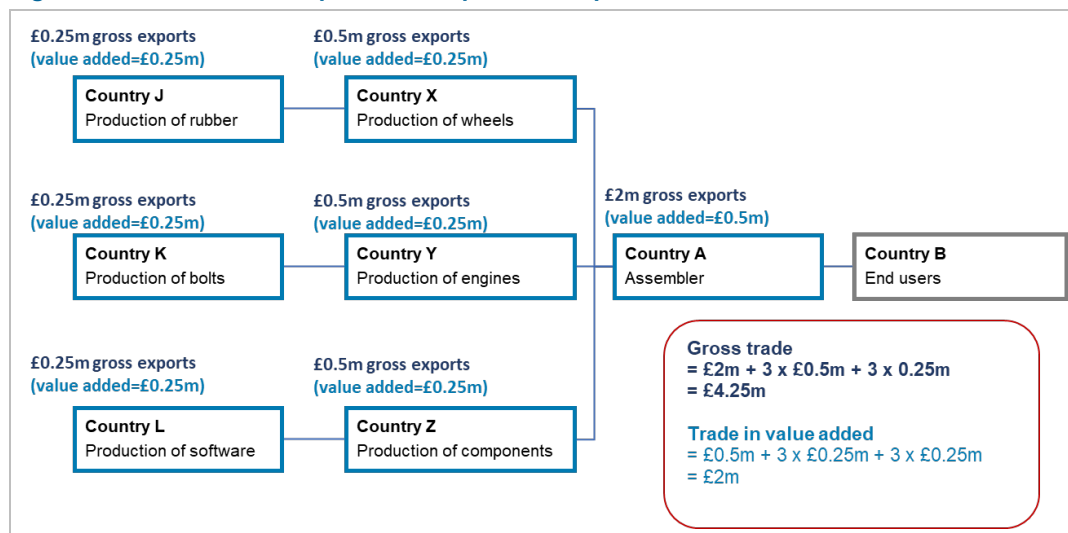 £0.25m gross exports
(value added=£0.25m)
£0.5m gross exports
(value added=£0.25m)
Country J
Production of rubber
Country X
Production of wheels
£0.25m gross exports
(value added=£0.25m)
£0.5m gross exports
(value added=£0.25m)
£2m gross exports
(value added=£0.5m)
Country K
Production of bolts
Country Y
Production of engines
Country A
Assembler
Country B
End users
£0.25m gross exports
(value added=£0.25m)
£0.5m gross exports
(value added=£0.25m)
Country L
Production of software
Country Z
Production of components
Gross trade
= £2m + 3 x £0.5m + 3 x 0.25m
= £4.25m
Trade in value added
= £0.5m + 3 x £0.25m + 3 x £0.25m
= £2m